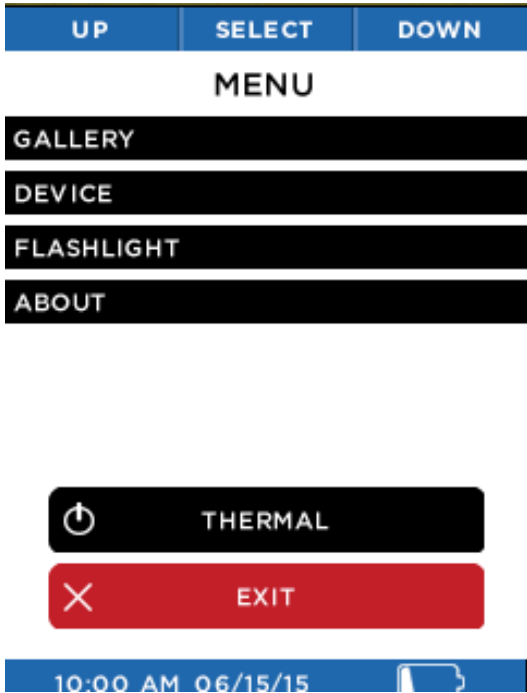 UP SELECT DOWN
MENU
GALLERY
DEVICE
FLASHLIGHT
ABOUT
THERMAL
EXIT
10:00 AM 06/15/15